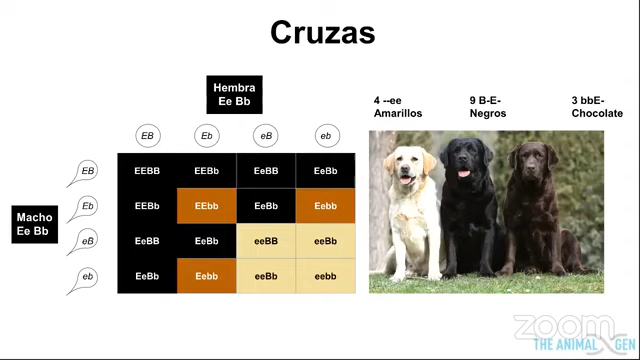 Cruzas
Hembra
Ee Bb
4 --ee
Amarillos
9 B-E-
Negros
3 bbE-
Chocolate
EB
Eb
eB
eb
Macho
Ee Bb
EB
EEBB
EEBb
EeBB
EeBb
Eb
EEBb
EEbb
EeBb
Eebb
eB
EeBB
EeBb
eeBB
eeBb
eb
EeBb
Eebb
eeBb
eebb
zoom
THE ANIMAL GEN